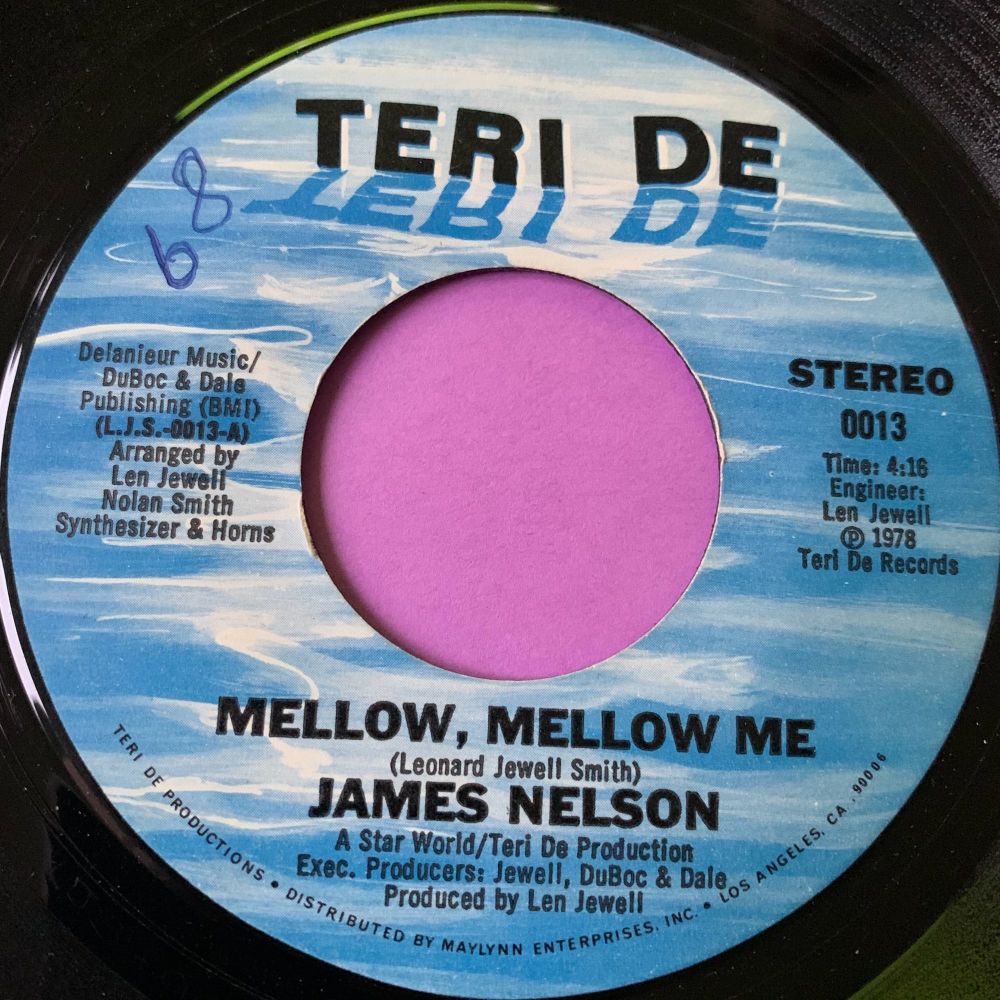 TERI DE
TERI DE
68
Delanieur Music/
DuBoc & Dale
Publishing (BMI)
(L.J.S.-0013-A)
Arranged by
Len Jewell
Nolan Smith
Synthesizer & Horns
STEREO
0013
Time: 4:16
Engineer:
Len Jewell
℗ 1978
Teri De Records
MELLOW, MELLOW ME
(Leonard Jewell Smith)
JAMES NELSON
A Star World/Teri De Production
Exec. Producers: Jewell, DuBoc & Dale
Produced by Len Jewell
TERI DE PRODUCTIONS • DISTRIBUTED BY MAYLYNN ENTERPRISES, INC. • LOS ANGELES, CA. 90006